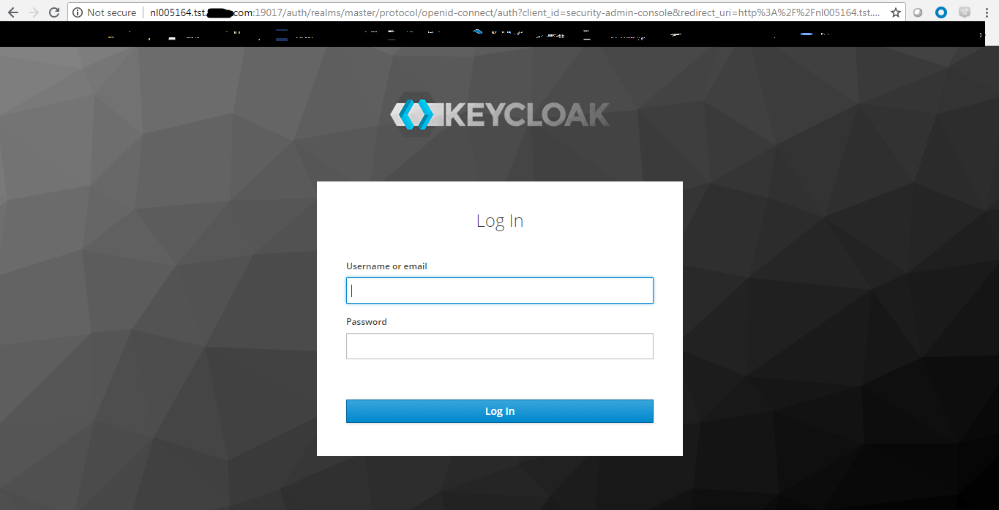 Not secure
nl005164.tst.
com:19017/auth/realms/master/protocol/openid-connect/auth?client_id=security-admin-console&redirect_uri=http%3A%2F%2Fnl005164.tst....
KEYCLOAK
Log In
Username or email
Password
Log In